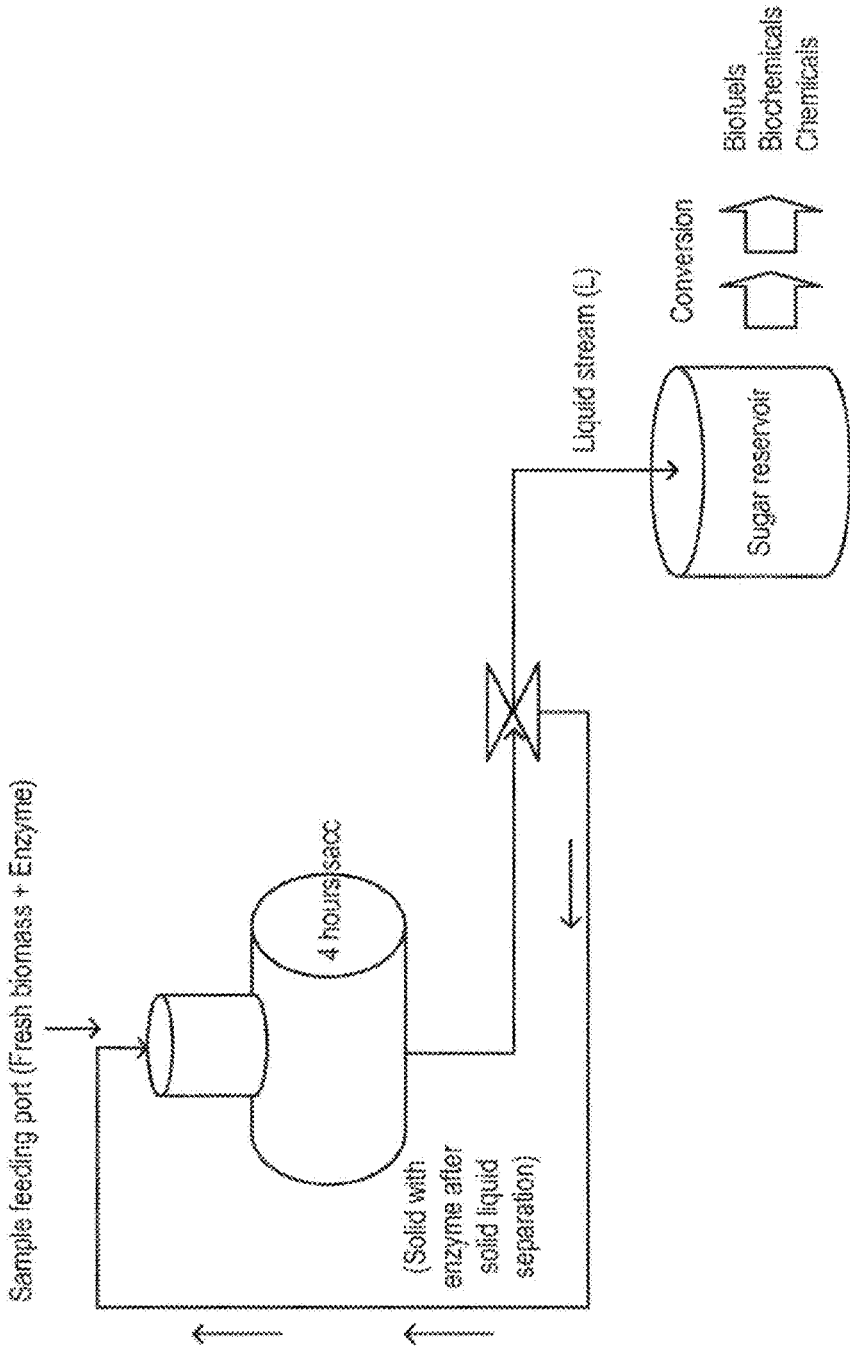 Sample feeding port (Fresh biomass + Enzyme)
4 hours sacc
(Solid with
enzyme after
solid liquid
separation)
Liquid stream (L)
Sugar reservoir
Conversion
Biofuels
Biochemicals
Chemicals